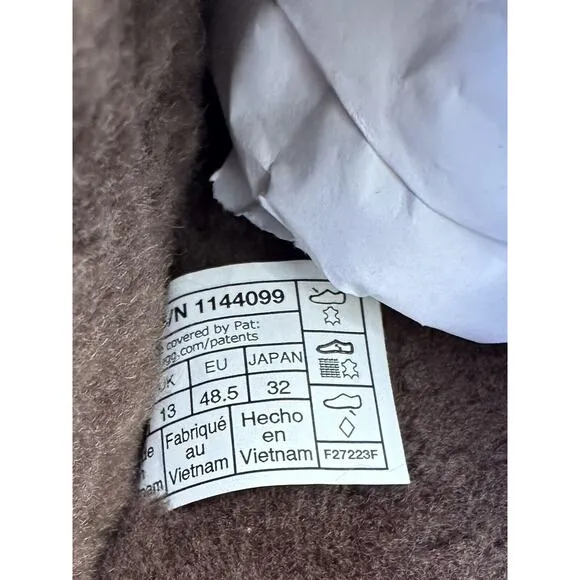 /N 1144099
covered by Pat:
gg.com/patents
UK EU JAPAN
13 48.5 32
Fabriqué au Vietnam
Hecho en Vietnam
F27223F